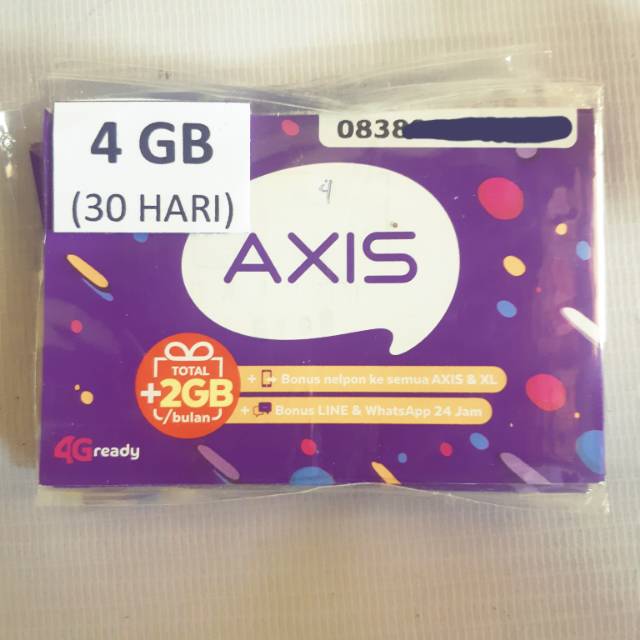 4 GB
(30 HARI)
0838
AXIS
TOTAL
+2GB
/bulan
+ Bonus nelpon ke semua AXIS & XL
+ Bonus LINE & WhatsApp 24 Jam
4G ready